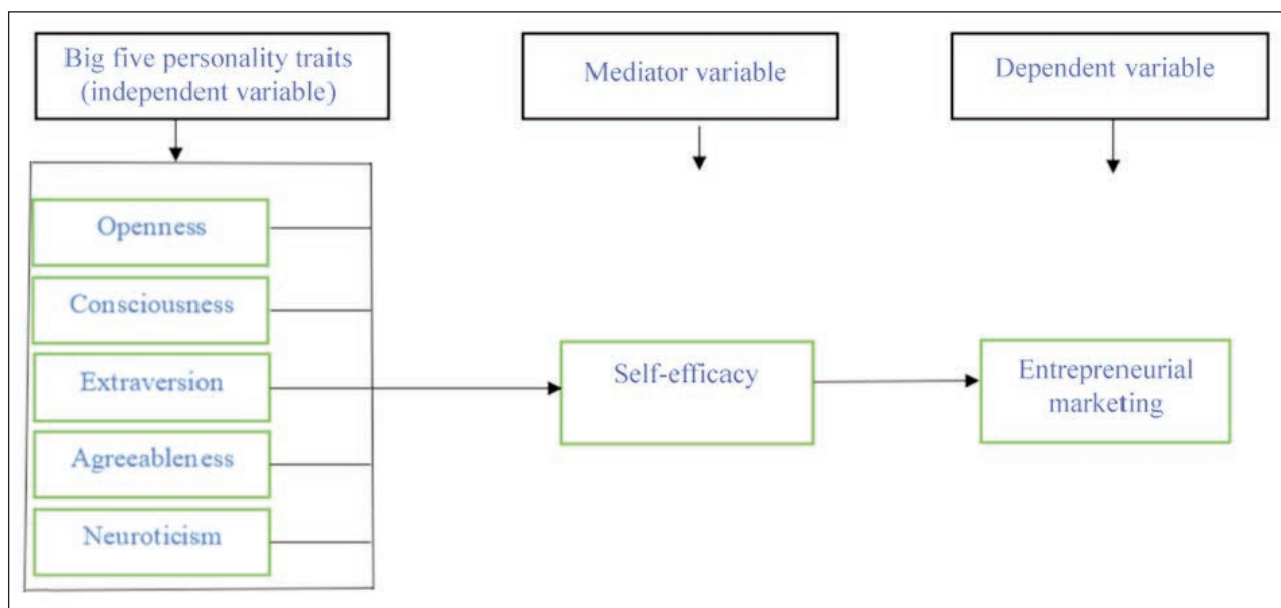 Big five personality traits
(independent variable)
Mediator variable
Dependent variable
Openness
Consciousness
Extraversion
Agreeableness
Neuroticism
Self-efficacy
Entrepreneurial
marketing